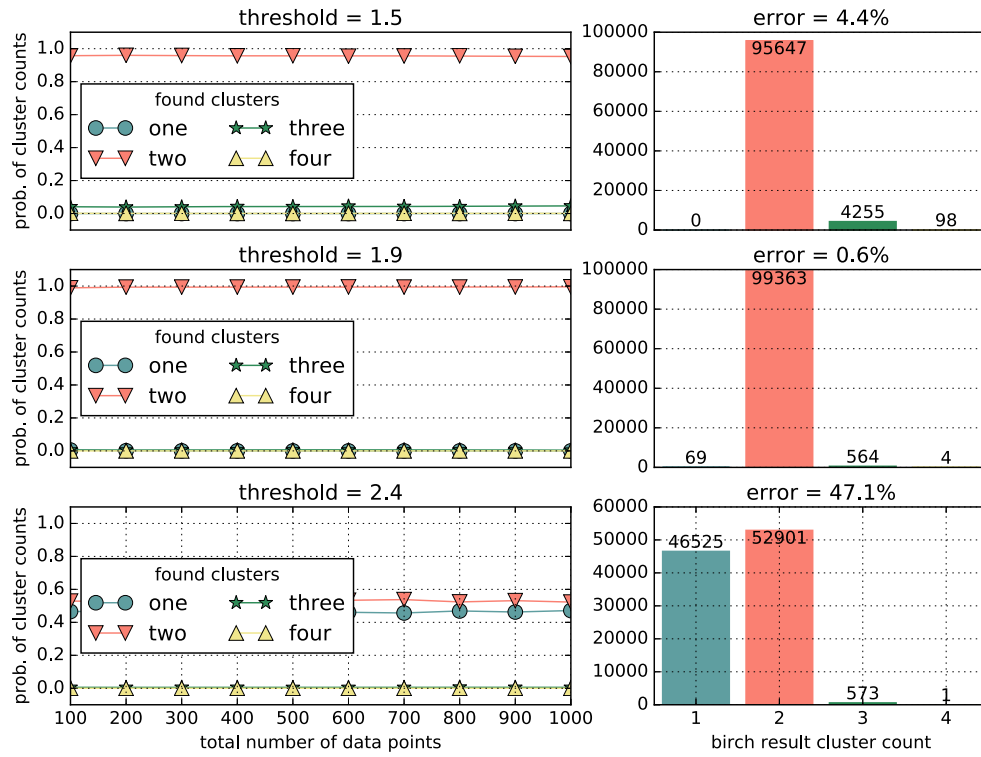 threshold = 1.5
error = 4.4%
prob. of cluster counts
1.0
0.8
0.6
0.4
0.2
0.0
found clusters
one
three
two
four
100000
80000
60000
40000
20000
0
0
95647
4255
98
threshold = 1.9
error = 0.6%
prob. of cluster counts
1.0
0.8
0.6
0.4
0.2
0.0
found clusters
one
three
two
four
100000
80000
60000
40000
20000
0
69
99363
564
4
threshold = 2.4
error = 47.1%
prob. of cluster counts
1.0
0.8
0.6
0.4
0.2
0.0
found clusters
one
three
two
four
100 200 300 400 500 600 700 800 900 1000
total number of data points
60000
50000
40000
30000
20000
10000
0
46525
52901
573
1
1 2 3 4
birch result cluster count